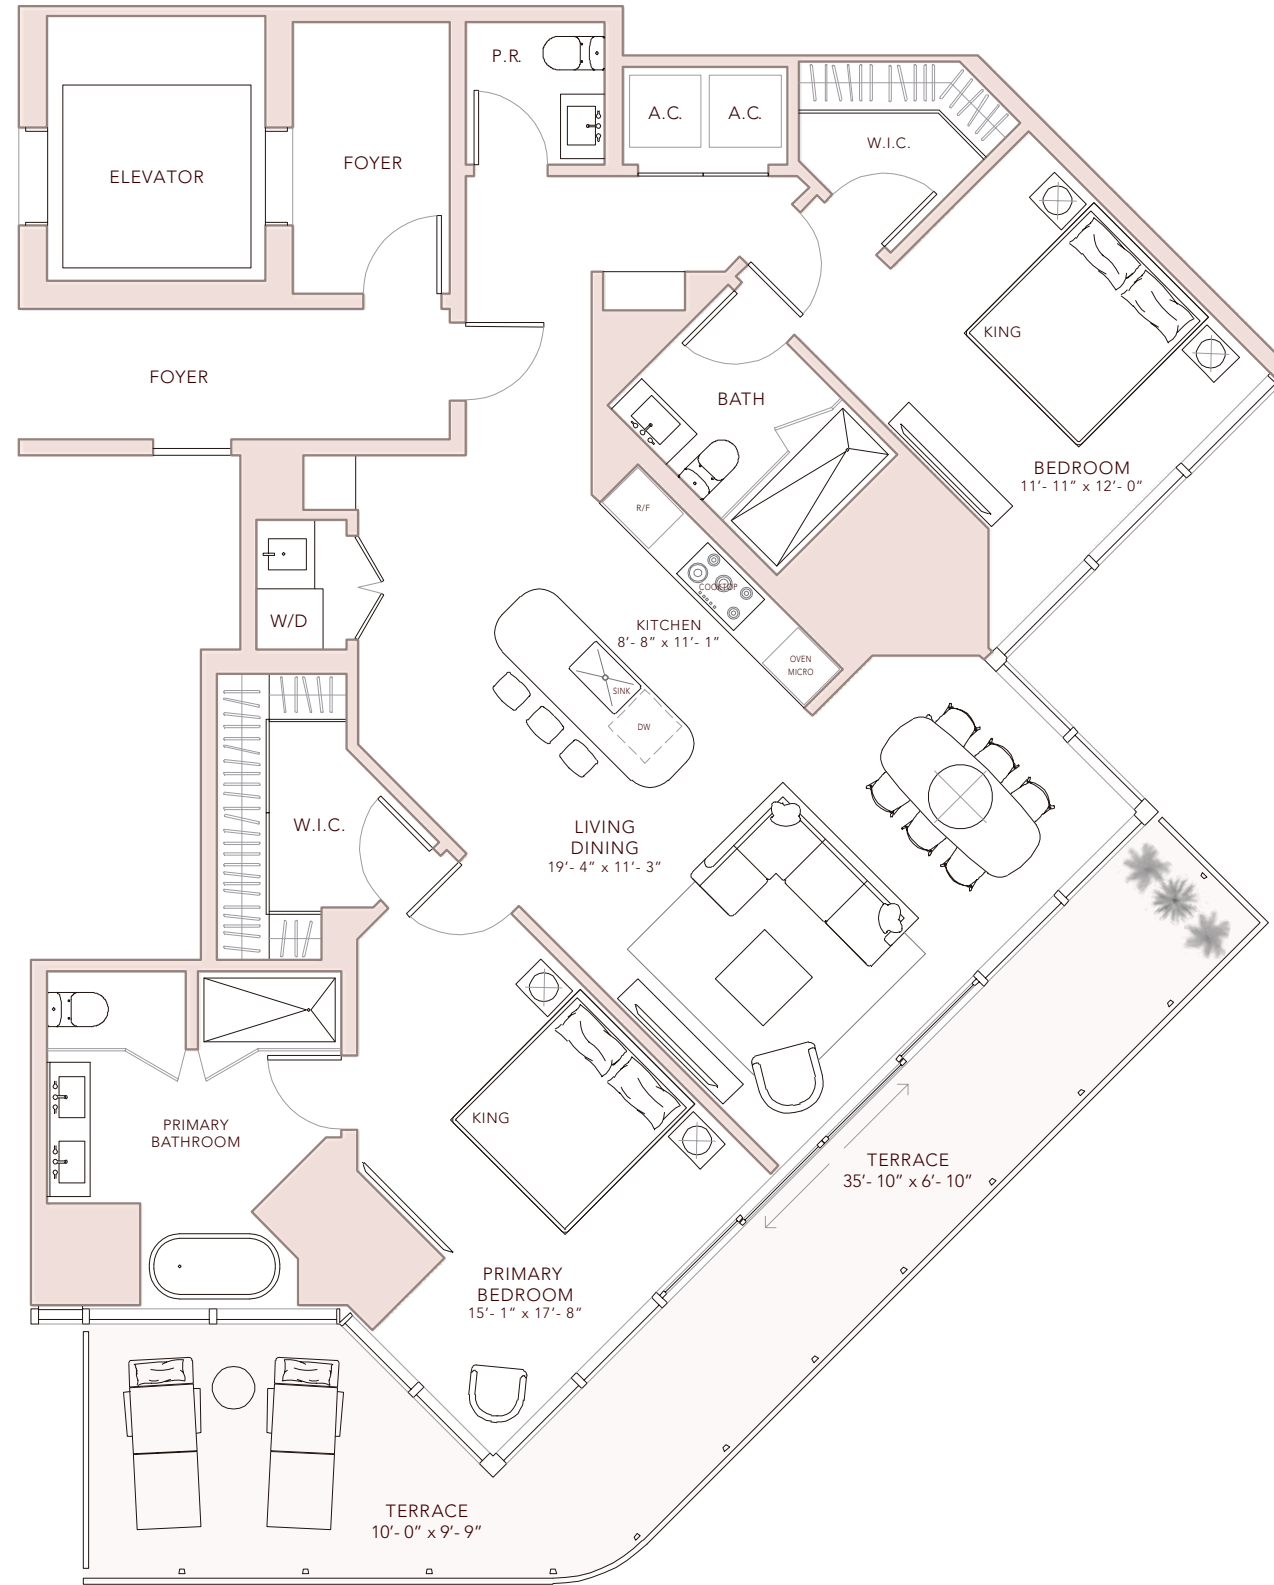 P.R.
A.C.
A.C.
W.I.C.
FOYER
ELEVATOR
KING
FOYER
BATH
BEDROOM
11'- 11" x 12'- 0"
R/F
COOKTOP
W/D
KITCHEN
8'- 8" x 11'- 1"
OVEN
MICRO
SINK
DW
W.I.C.
LIVING
DINING
19'- 4" x 11'- 3"
KING
PRIMARY
BATHROOM
TERRACE
35'- 10" x 6'- 10"
PRIMARY
BEDROOM
15'- 1" x 17'- 8"
TERRACE
10'- 0" x 9'- 9"